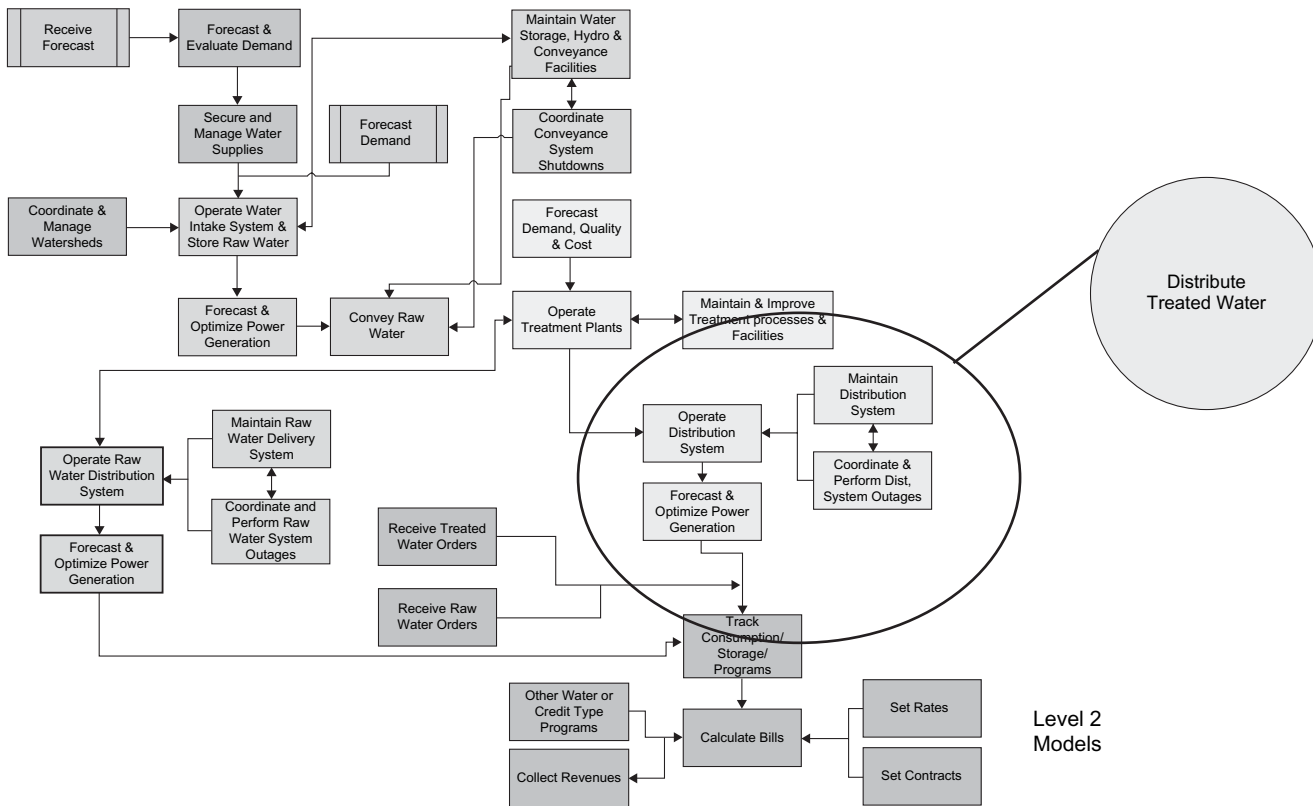 Receive
Forecast
Forecast &
Evaluate Demand
Maintain Water
Storage, Hydro &
Conveyance
Facilities
Secure and
Manage Water
Supplies
Forecast
Demand
Coordinate
Conveyance
System
Shutdowns
Coordinate &
Manage
Watersheds
Operate Water
Intake System &
Store Raw Water
Forecast
Demand, Quality
& Cost
Distribute
Treated Water
Forecast &
Optimize Power
Generation
Convey Raw
Water
Operate
Treatment Plants
Maintain & Improve
Treatment processes &
Facilities
Maintain
Distribution
System
Operate
Distribution
System
Maintain Raw
Water Delivery
System
Operate Raw
Water Distribution
System
Coordinate &
Perform Dist,
System Outages
Forecast &
Optimize Power
Generation
Coordinate and
Perform Raw
Water System
Outages
Receive Treated
Water Orders
Forecast &
Optimize Power
Generation
Receive Raw
Water Orders
Track
Consumption/
Storage/
Programs
Other Water or
Credit Type
Programs
Calculate Bills
Set Rates
Level 2
Models
Collect Revenues
Set Contracts